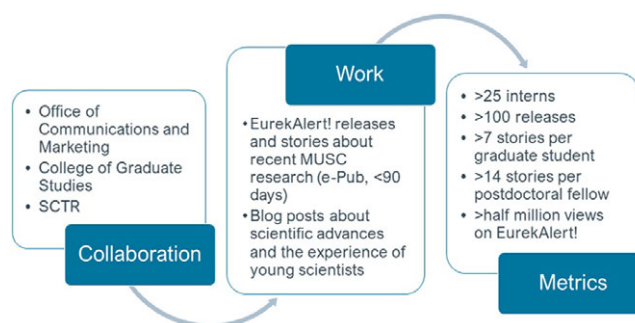 • Office of
Communications and
Marketing
• College of Graduate
Studies
• SCTR
Collaboration
Work
• EurekAlert! releases
and stories about
recent MUSC
research (e-Pub, <90
days)
• Blog posts about
scientific advances
and the experience of
young scientists
• >25 interns
• >100 releases
• >7 stories per
graduate student
• >14 stories per
postdoctoral fellow
• >half million views
on EurekAlert!
Metrics